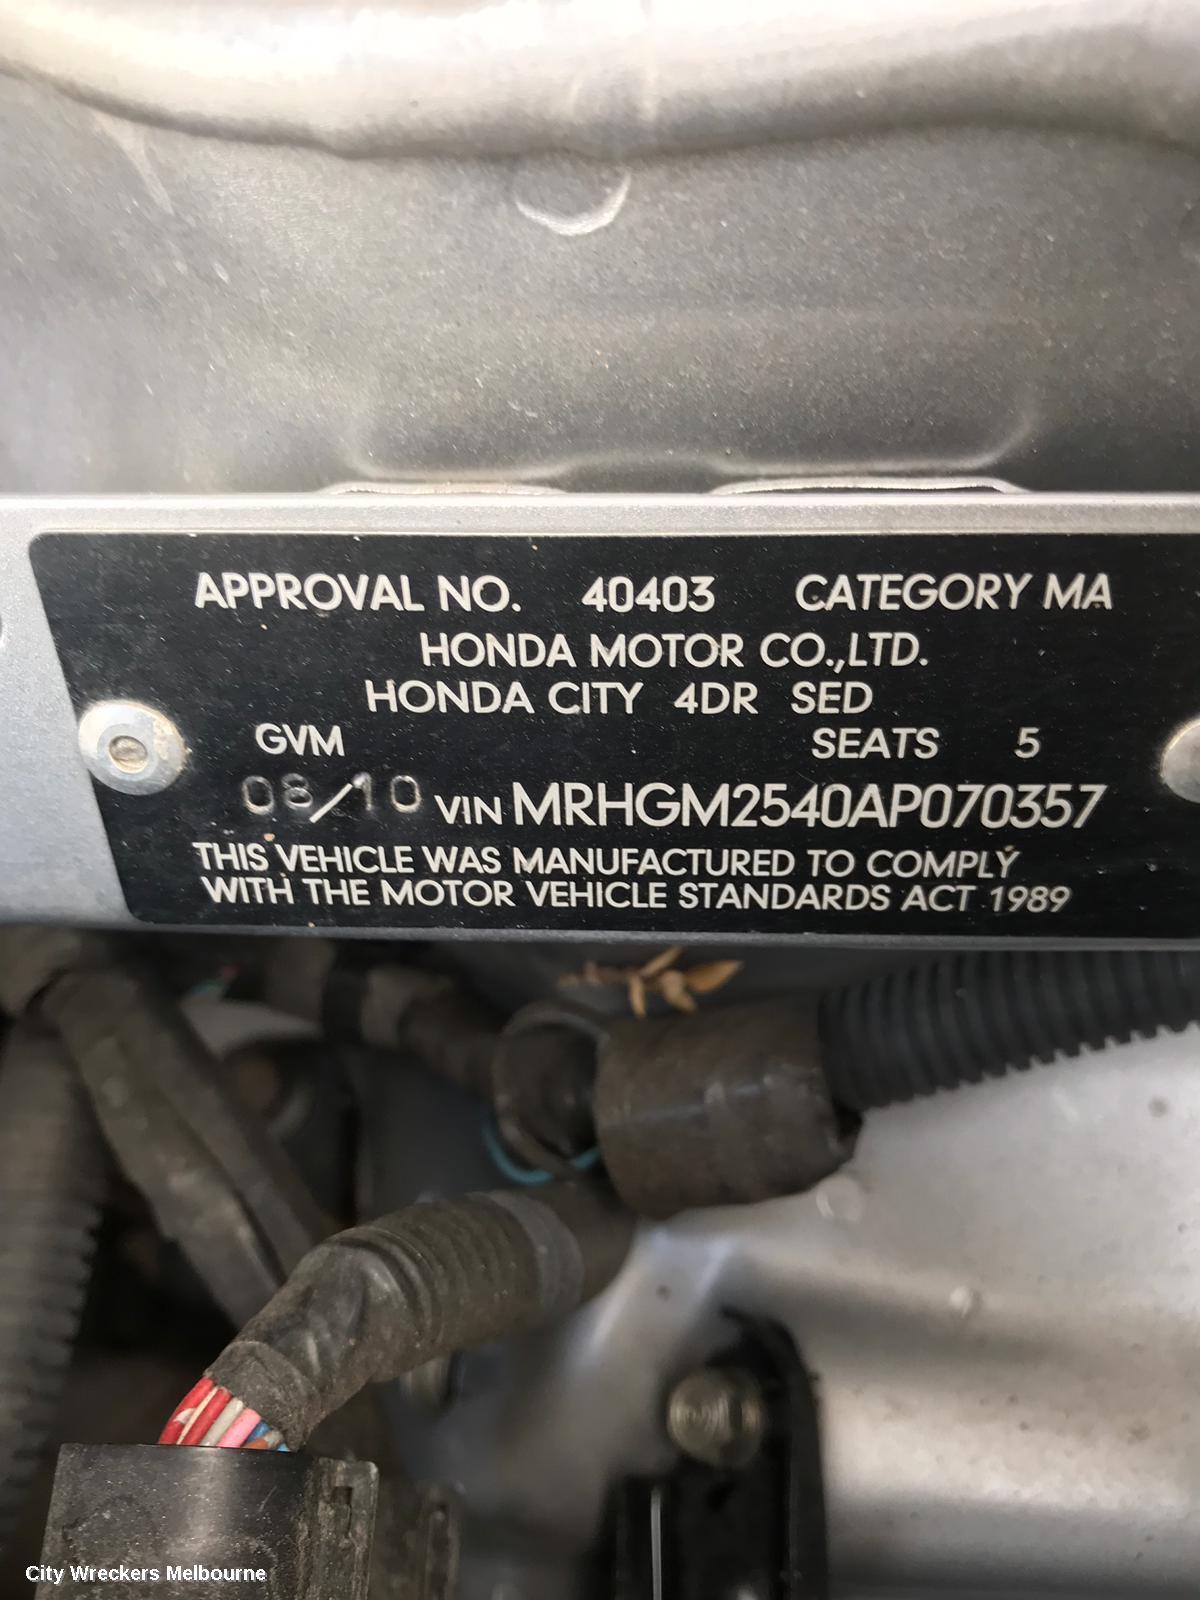 APPROVAL NO. 40403 CATEGORY MA
HONDA MOTOR CO.,LTD.
HONDA CITY 4DR SED
GVM SEATS 5
08/10 VIN MRHGM2540AP070357
THIS VEHICLE WAS MANUFACTURED TO COMPLY
WITH THE MOTOR VEHICLE STANDARDS ACT 1989
City Wreckers Melbourne